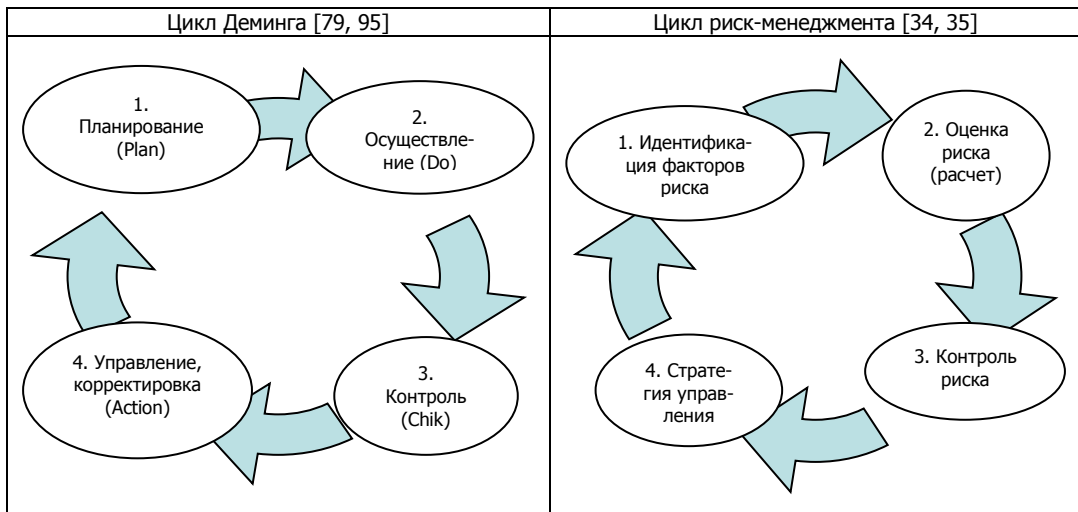 Цикл Деминга [79, 95]
Цикл риск-менеджмента [34, 35]
1.
Планирование
(Plan)
2.
Осуществле-
ние (Do)
3.
Контроль
(Chik)
4. Управление,
корректировка
(Action)
1. Идентифика-
ция факторов
риска
2. Оценка
риска
(расчет)
3. Контроль
риска
4. Страте-
гия управ-
ления